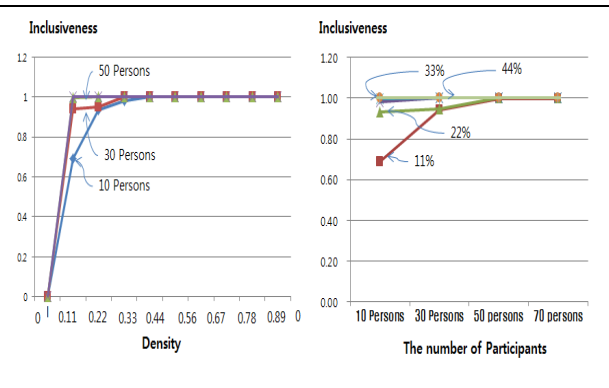 Inclusiveness
12
1
0.8
0.6
0.4
0.2
0
50 Persons
30 Persons
10 Persons
0 0.11 0.22 0.33 0.44 0.56 0.67 0.78 0.89 0
Density
Inclusiveness
1.20
1.00
0.80
0.60
0.40
0.20
0.00
33%
44%
22%
11%
10 Persons 30 Persons 50 persons 70 persons
The number of Participants